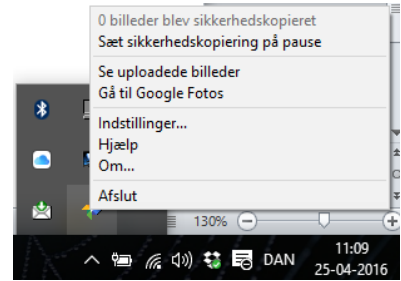 0 billeder blev sikkerhedskopieret
Sæt sikkerhedskopiering på pause
Se uploadede billeder
Gå til Google Fotos
Indstillinger...
Hjælp
Om...
Afslut
130%
DAN
11:09
25-04-2016